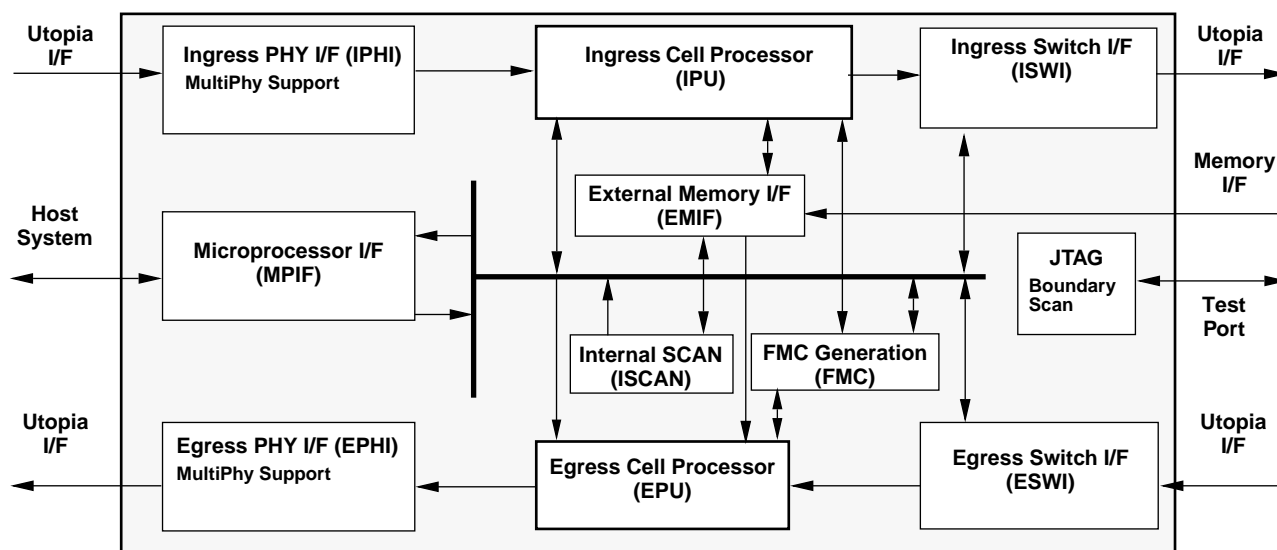 Utopia
I/F
Ingress PHY I/F (IPHI)
MultiPhy Support
Ingress Cell Processor
(IPU)
Ingress Switch I/F
(ISWI)
Utopia
I/F
Host
System
Microprocessor I/F
(MPIF)
External Memory I/F
(EMIF)
Memory
I/F
JTAG
Boundary
Scan
Test
Port
Internal SCAN
(ISCAN)
FMC Generation
(FMC)
Utopia
I/F
Egress PHY I/F (EPHI)
MultiPhy Support
Egress Cell Processor
(EPU)
Egress Switch I/F
(ESWI)
Utopia
I/F